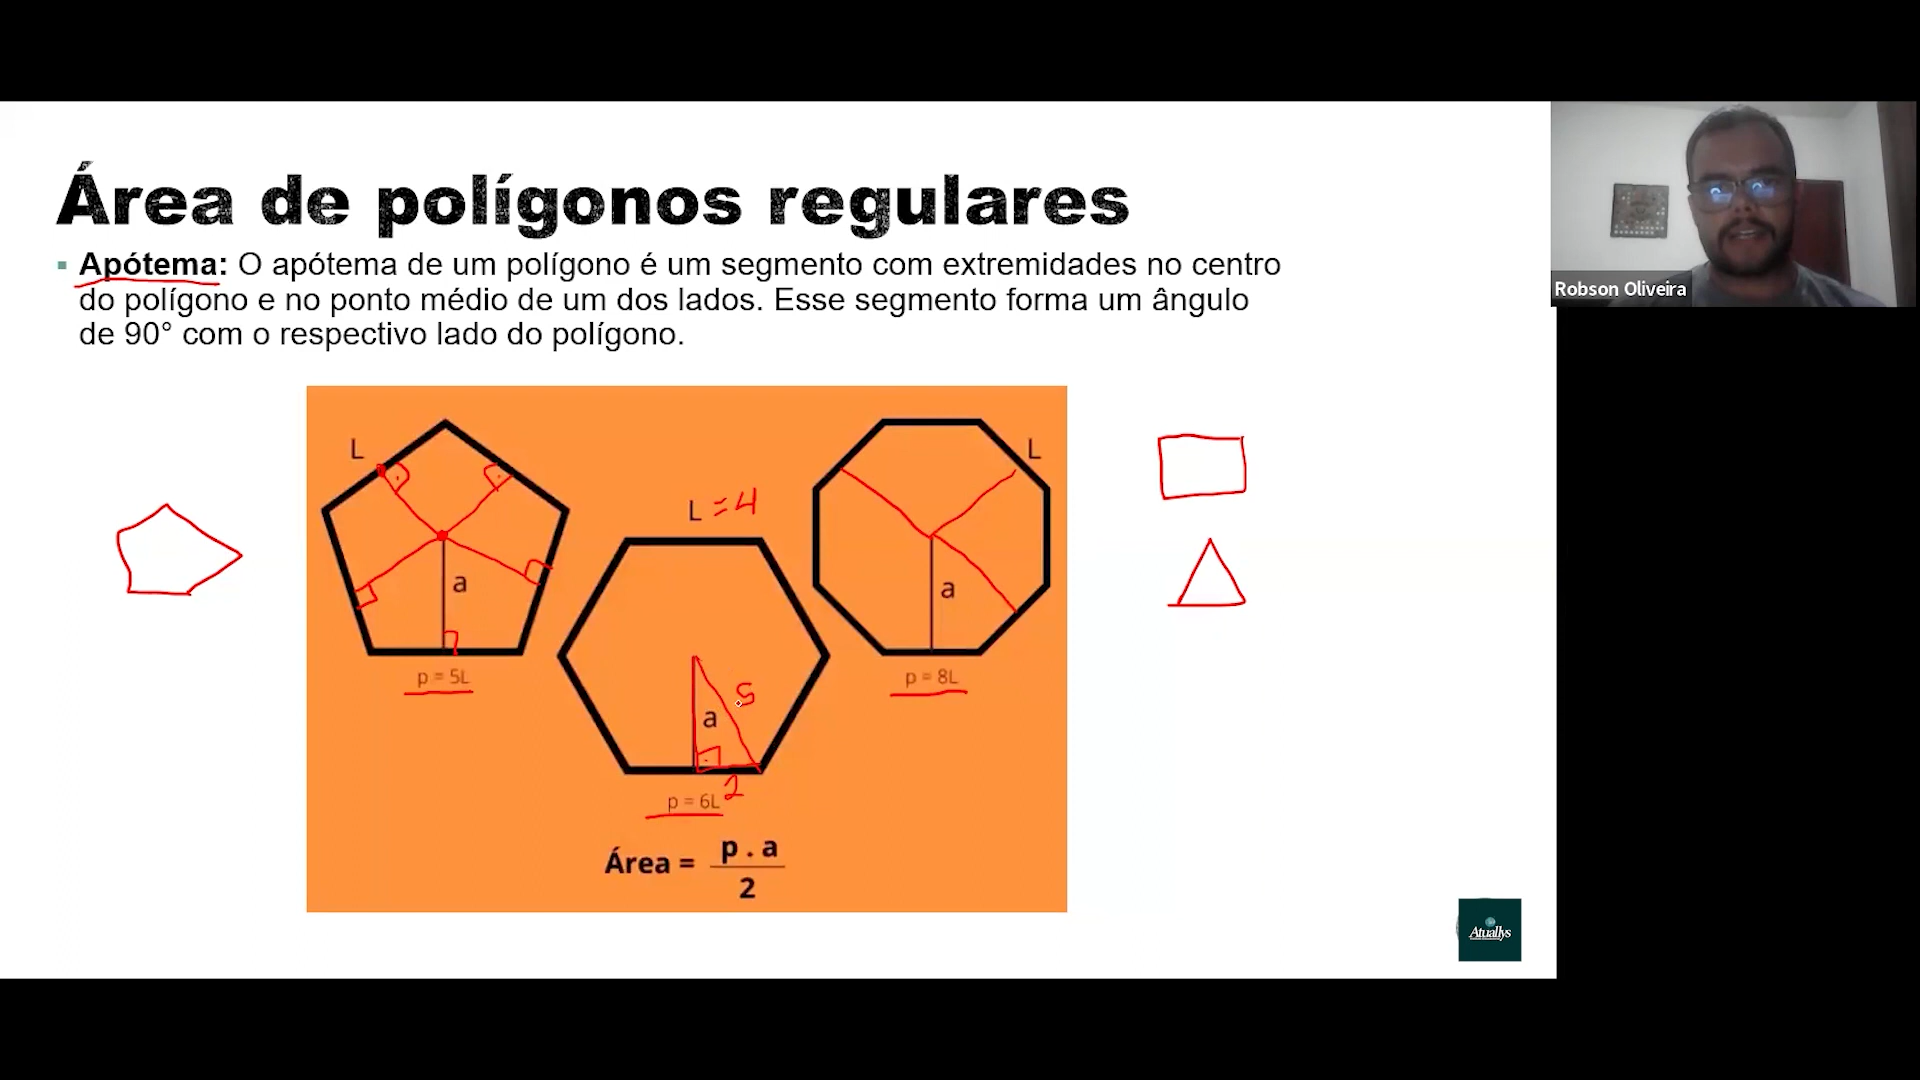 Área de polígonos regulares
Apótema: O apótema de um polígono é um segmento com extremidades no centro
do polígono e no ponto médio de um dos lados. Esse segmento forma um ângulo
de 90° com o respectivo lado do polígono.
Robson Oliveira
L
L
L = 4
a
a
p = 5L
p = 8L
5
a
2
p = 6L
Área = p . a
2
Atuallys